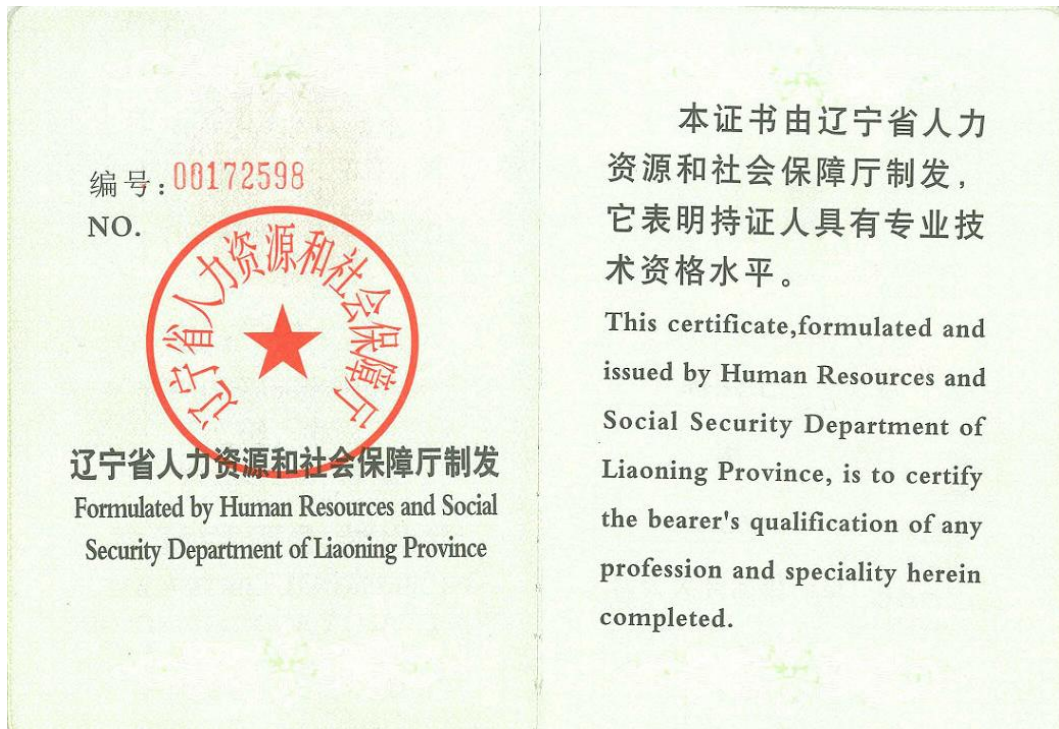 编号：00172598
NO.
辽宁省人力资源和社会保障厅
辽宁省人力资源和社会保障厅制发
Formulated by Human Resources and Social
Security Department of Liaoning Province
本证书由辽宁省人力
资源和社会保障厅制发，
它表明持证人具有专业技
术资格水平。
This certificate,formulated and
issued by Human Resources and
Social Security Department of
Liaoning Province, is to certify
the bearer's qualification of any
profession and speciality herein
completed.